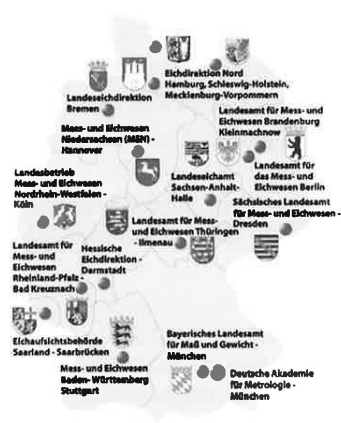 Eichdirektion Nord
Hamburg, Schleswig-Holstein,
Mecklenburg-Vorpommern
Landeseichdirektion
Bremen
Landesamt für Mess- und
Eichwesen Brandenburg
Kleinmachnow
Mess- und Eichwesen
Niedersachsen (MEN) -
Hannover
Landesamt für
das Mess- und
Eichwesen Berlin
Landeseichamt
Sachsen-Anhalt-
Halle
Landesbetrieb
Mess- und Eichwesen
Nordrhein-Westfalen -
Köln
Sächsisches Landesamt
für Mess- und Eichwesen -
Dresden
Landesamt für Mess-
und Eichwesen Thüringen
- Ilmenau
Landesamt für
Mess- und
Eichwesen
Rheinland-Pfalz -
Bad Kreuznach
Hessische
Eichdirektion -
Darmstadt
Eichaufsichtsbehörde
Saarland - Saarbrücken
Bayerisches Landesamt
für Maß und Gewicht -
München
Mess- und Eichwesen
Baden- Württemberg
Stuttgart
Deutsche Akademie
für Metrologie -
München